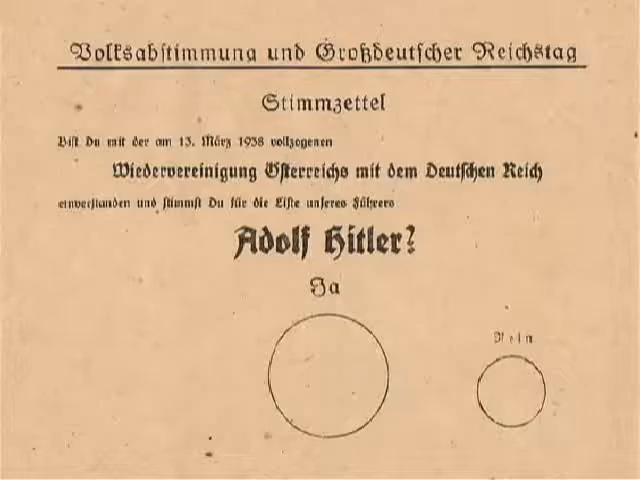 Volksabstimmung und Großdeutscher Reichstag
Stimmzettel
Bist Du mit der am 13. März 1938 vollzogenen
Wiedervereinigung Österreichs mit dem Deutschen Reich
einverstanden und stimmst Du für die Liste unseres Führers
Adolf Hitler?
Ja
Nein